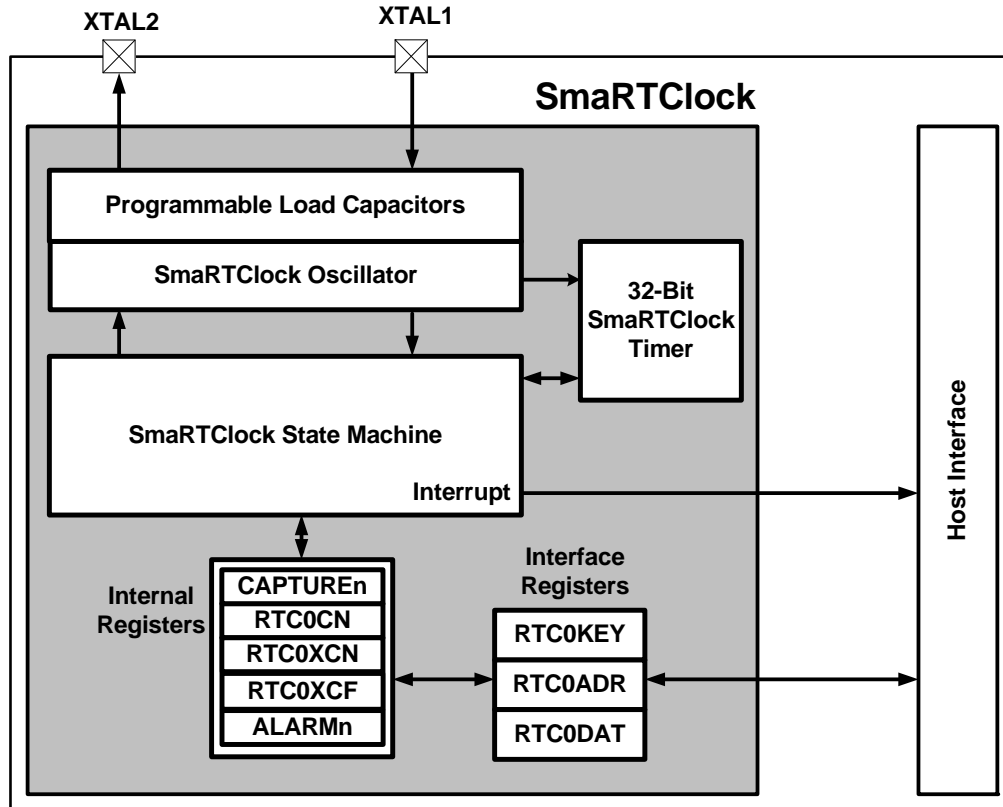 XTAL2
XTAL1
SmaRTClock
Programmable Load Capacitors
SmaRTClock Oscillator
32-Bit
SmaRTClock
Timer
SmaRTClock State Machine
Interrupt
Host Interface
Internal
Registers
CAPTUREn
RTC0CN
RTC0XCN
RTC0XCF
ALARMn
Interface
Registers
RTC0KEY
RTC0ADR
RTC0DAT